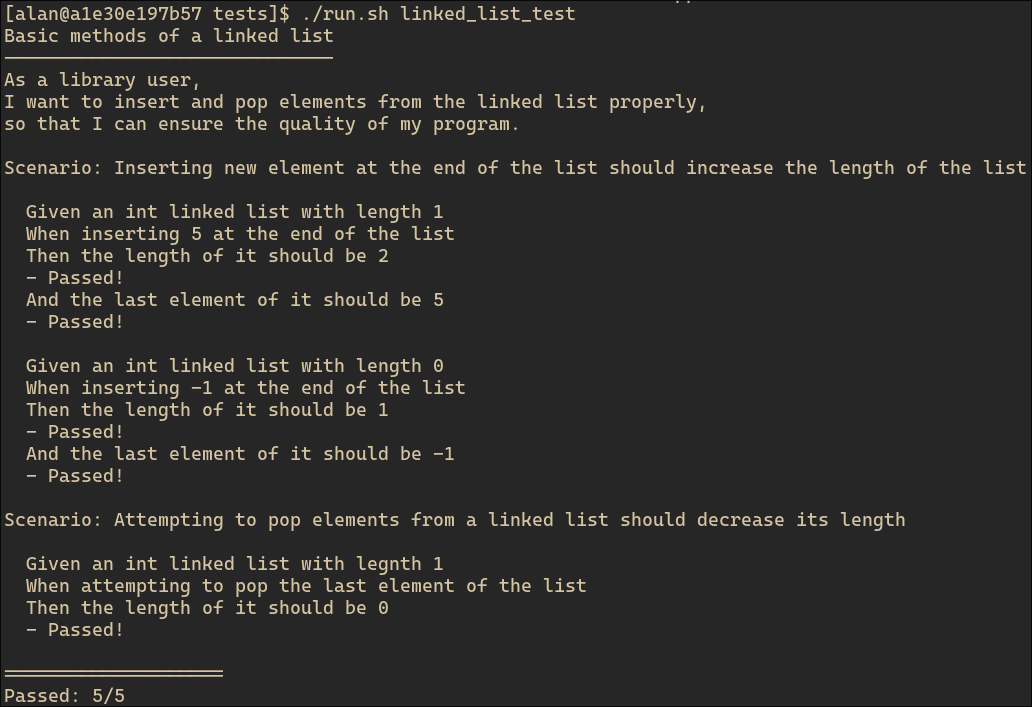 [alan@a1e30e197b57 tests]$ ./run.sh linked_list_test
Basic methods of a linked list
As a library user,
I want to insert and pop elements from the linked list properly,
so that I can ensure the quality of my program.
Scenario: Inserting new element at the end of the list should increase the length of the list
Given an int linked list with length 1
When inserting 5 at the end of the list
Then the length of it should be 2
- Passed!
And the last element of it should be 5
- Passed!
Given an int linked list with length 0
When inserting -1 at the end of the list
Then the length of it should be 1
- Passed!
And the last element of it should be -1
- Passed!
Scenario: Attempting to pop elements from a linked list should decrease its length
Given an int linked list with legnth 1
When attempting to pop the last element of the list
Then the length of it should be 0
- Passed!
Passed: 5/5